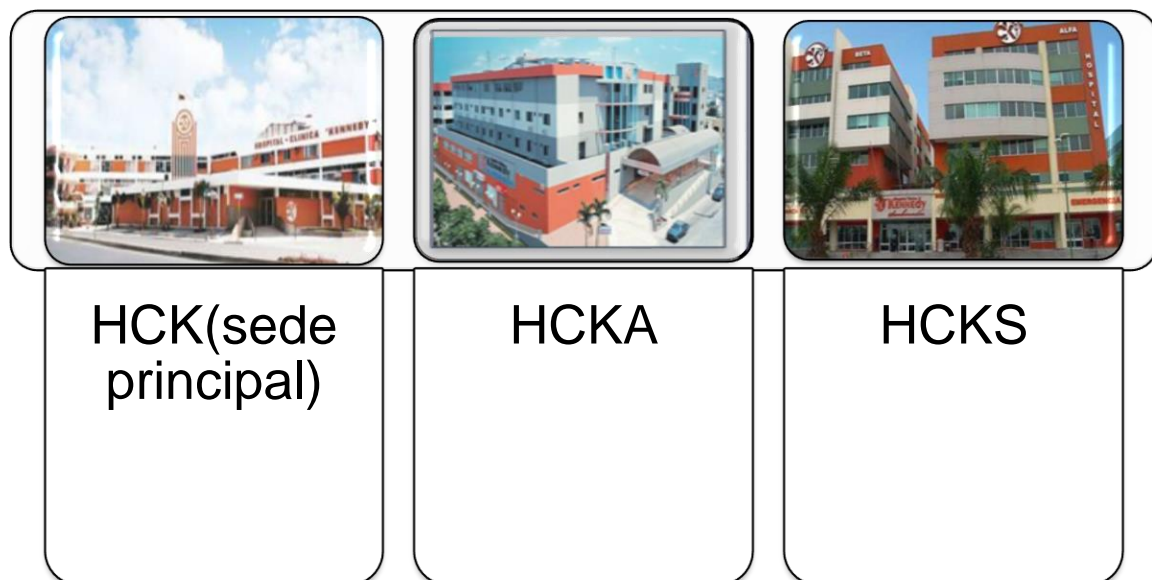 HOSPITAL-CLINICA KENNEDY
BETA
ALFA
HOSPITAL
KENNEDY
EMERGENCIA
HCK(sede
principal)
HCKA
HCKS